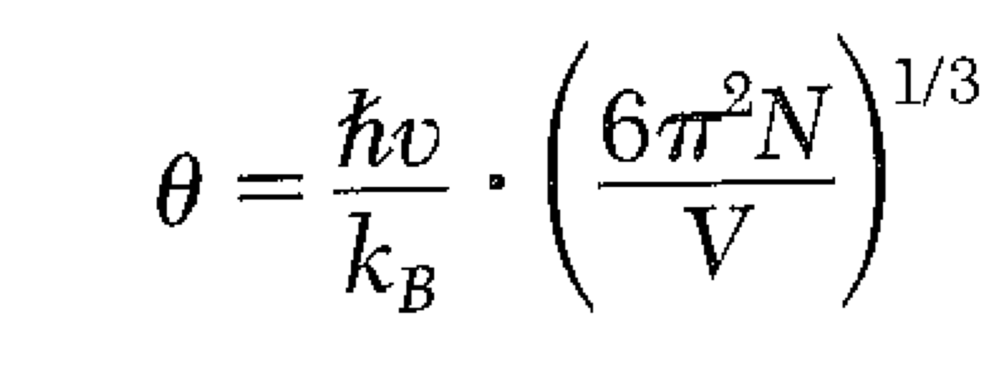 θ = ħv/k_B · (6π²N/V)^1/3